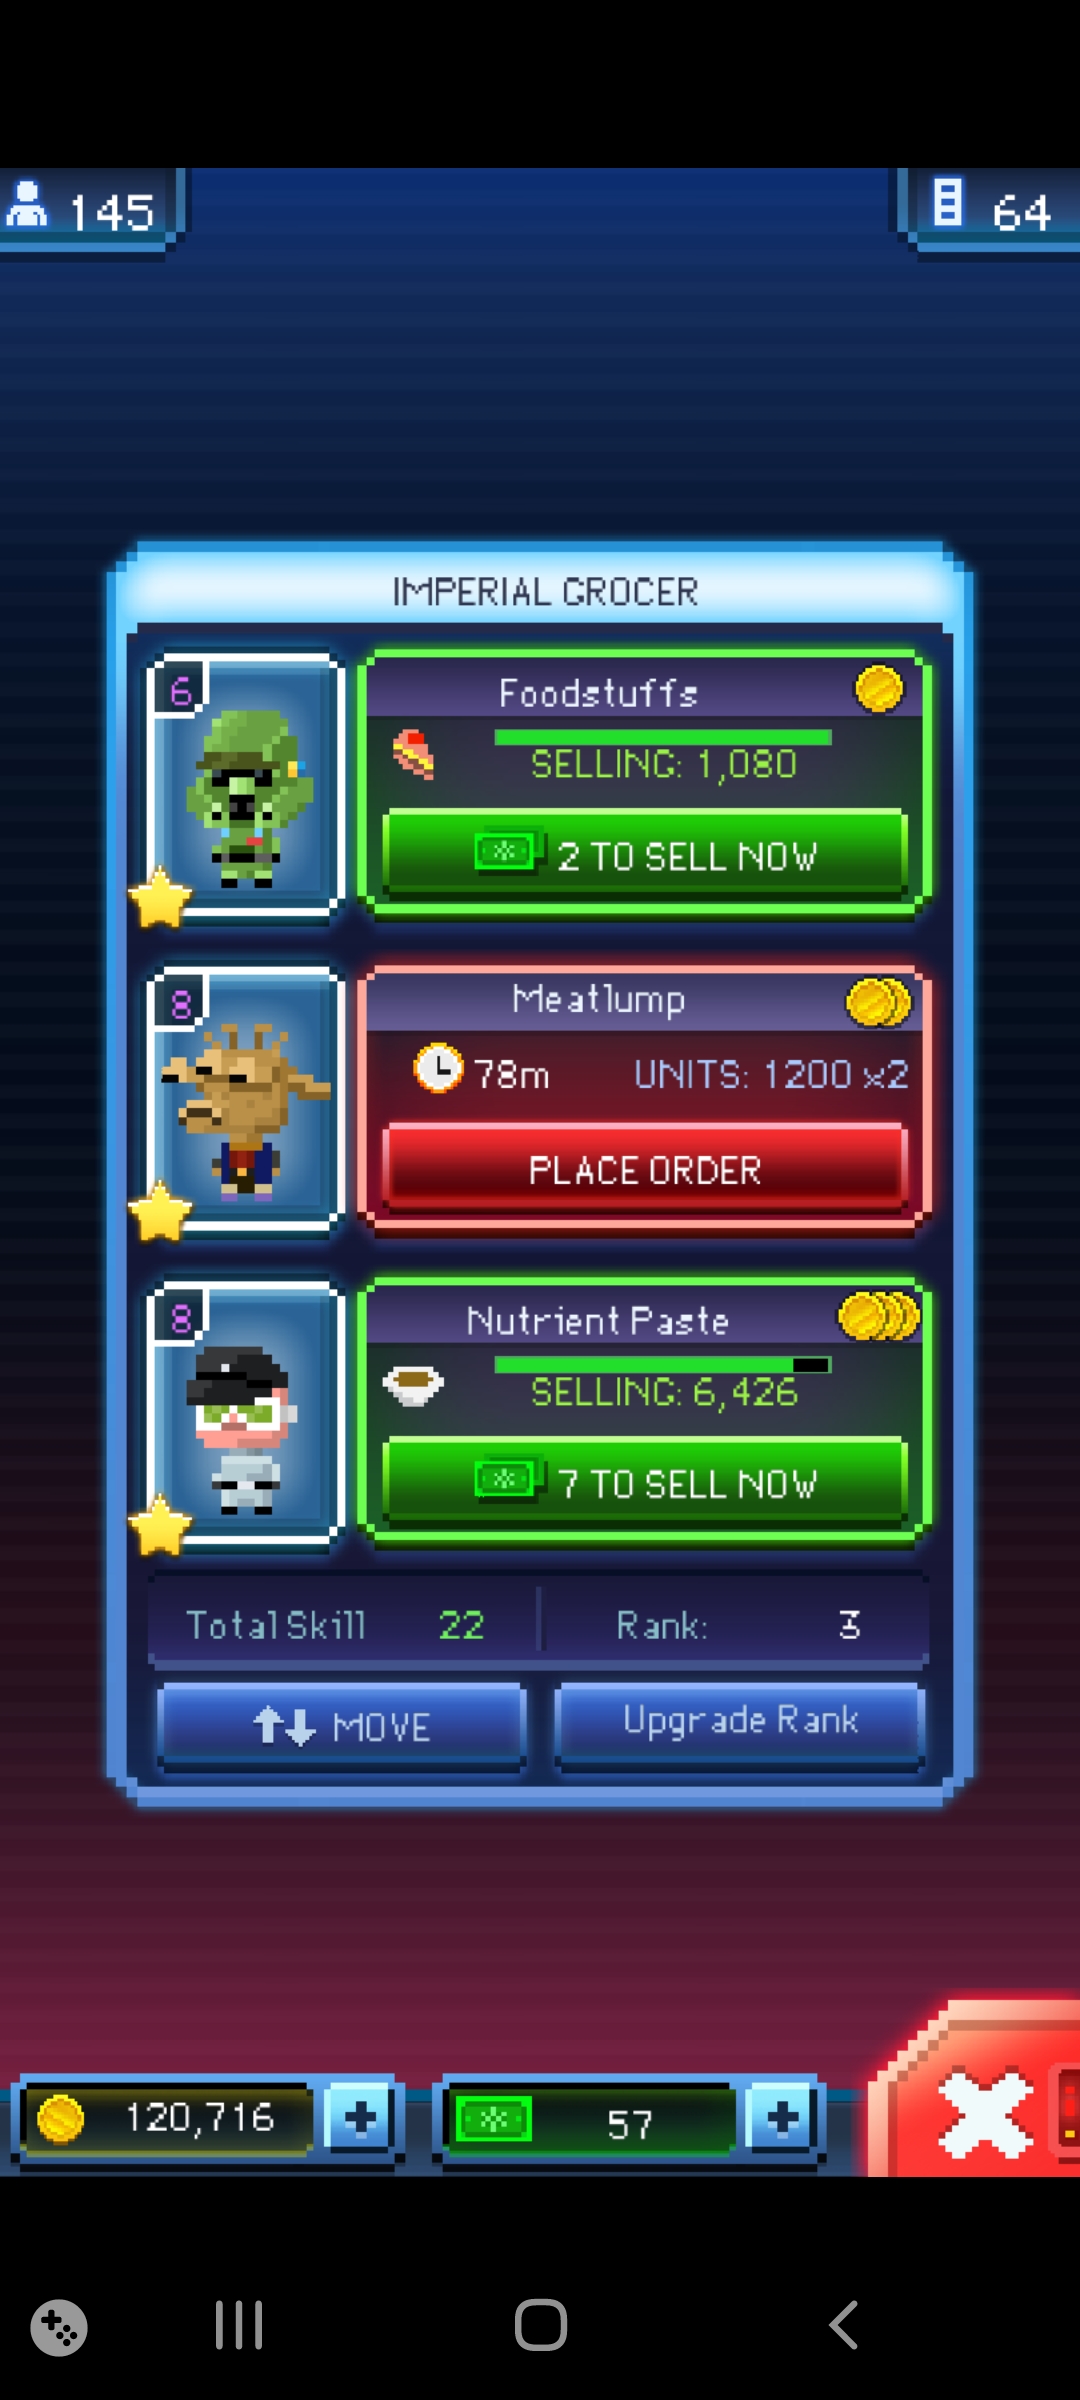 145
64
IMPERIAL GROCER
6
Foodstuffs
SELLING: 1,080
2 TO SELL NOW
8
Meatlump
78m UNITS: 1200 x2
PLACE ORDER
8
Nutrient Paste
SELLING: 6,426
7 TO SELL NOW
Total Skill 22 Rank: 3
MOVE Upgrade Rank
120,716 + 57 +